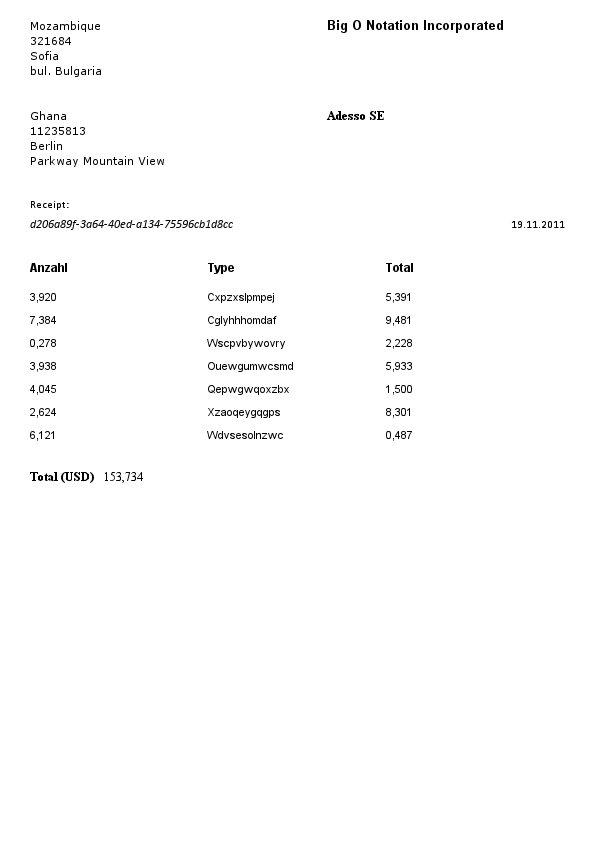 Mozambique
321684
Sofia
bul. Bulgaria
Big O Notation Incorporated
Ghana
11235813
Berlin
Parkway Mountain View
Adesso SE
Receipt:
d206a89f-3a64-40ed-a134-75596cb1d8cc 19.11.2011
Anzahl Type Total
3,920 Cxpzxslpmpej 5,391
7,384 Cglyhhhomdaf 9,481
0,278 Wscpvbywovry 2,228
3,938 Ouewgumwcsmd 5,933
4,045 Qepwgwqoxzbx 1,500
2,624 Xzaoqeygqgps 8,301
6,121 Wdvsesolnzwc 0,487
Total (USD) 153,734